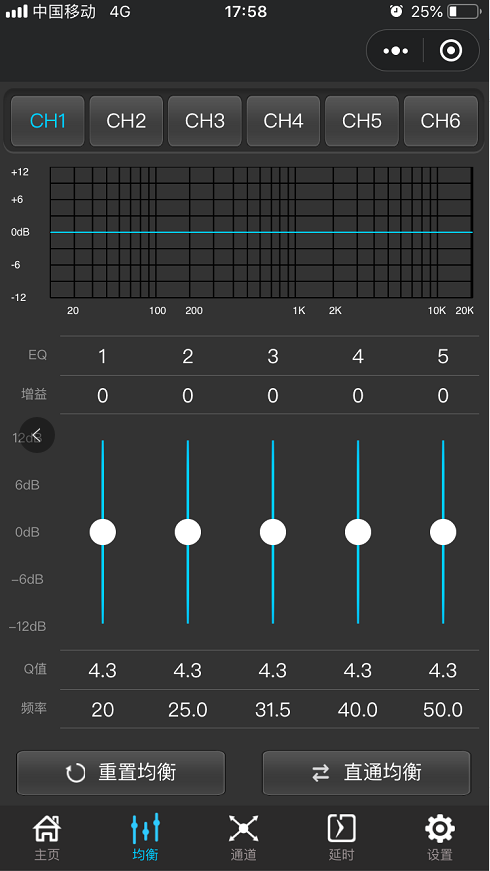 中国移动 4G 17:58 25%
CH1 CH2 CH3 CH4 CH5 CH6
+12
+6
0dB
-6
-12
20 100 200 1K 2K 10K 20K
EQ 1 2 3 4 5
增益 0 0 0 0 0
12dB
6dB
0dB
−6dB
−12dB
Q值 4.3 4.3 4.3 4.3 4.3
频率 20 25.0 31.5 40.0 50.0
重置均衡 直通均衡
主页 均衡 通道 延时 设置